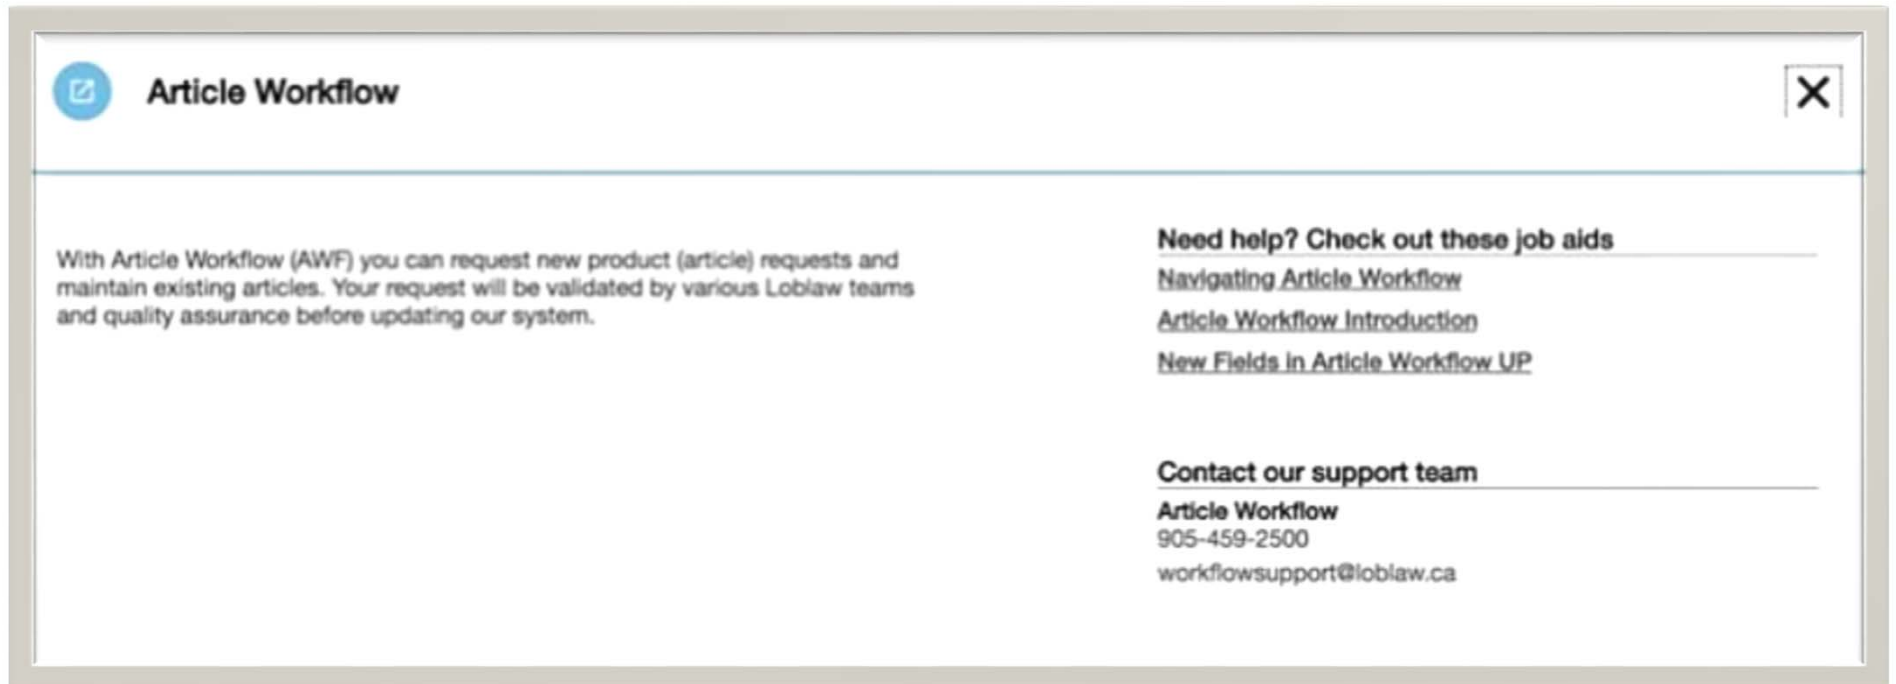 Article Workflow
With Article Workflow (AWF) you can request new product (article) requests and
maintain existing articles. Your request will be validated by various Loblaw teams
and quality assurance before updating our system.
Need help? Check out these job aids
Navigating Article Workflow
Article Workflow Introduction
New Fields in Article Workflow UP
Contact our support team
Article Workflow
905-459-2500
workflowsupport@loblaw.ca